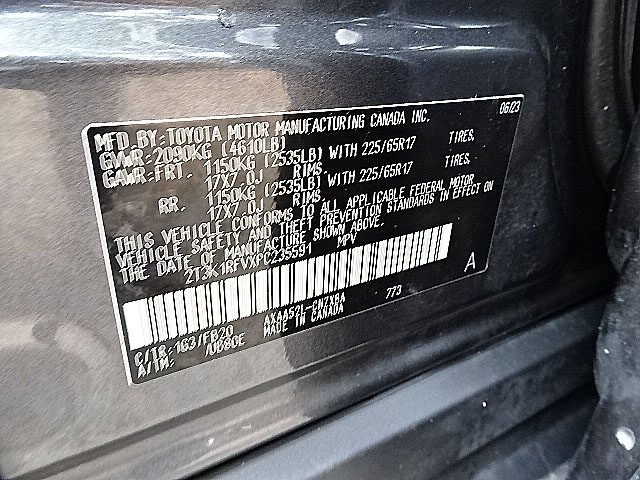 06/23
MFD.BY:TOYOTA MOTOR MANUFACTURING CANADA INC.
GVWR:2090KG (4610LB)
GAWR:FRT. 1150KG (2535LB) WITH 225/65R17 TIRES,
17X7.0J RIMS,
RR. 1150KG (2535LB) WITH 225/65R17 TIRES,
17X7.0J RIMS.
THIS VEHICLE CONFORMS TO ALL APPLICABLE FEDERAL MOTOR
VEHICLE SAFETY AND THEFT PREVENTION STANDARDS IN EFFECT ON
THE DATE OF MANUFACTURE SHOWN ABOVE.
2T3K1RFVXPC235591 MPV
A
C/TR:1G3/FB20 AXAA52L-CNZXBA 773
A/TM: /UB80E MADE IN CANADA